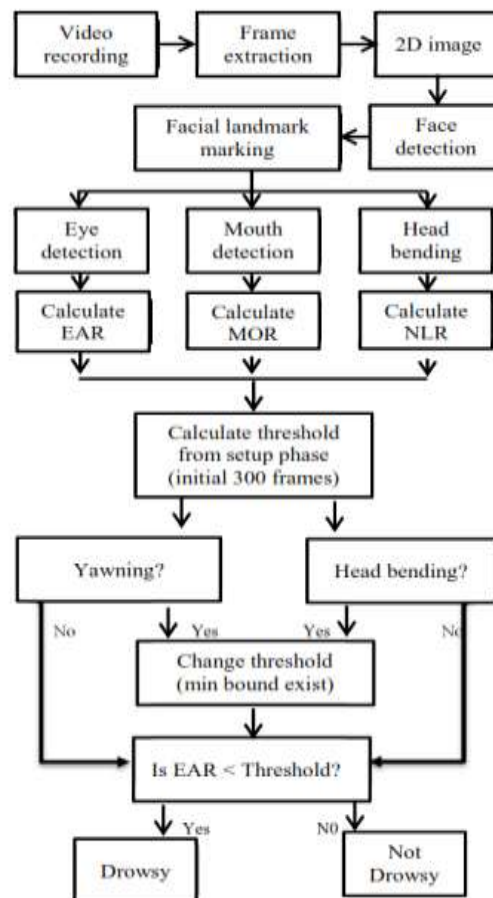 Video
recording
Frame
extraction
2D image
Facial landmark
marking
Face
detection
Eye
detection
Mouth
detection
Head
bending
Calculate
EAR
Calculate
MOR
Calculate
NLR
Calculate threshold
from setup phase
(initial 300 frames)
Yawning?
Head bending?
No
Yes
Yes
No
Change threshold
(min bound exist)
Is EAR < Threshold?
Yes
N0
Drowsy
Not
Drowsy